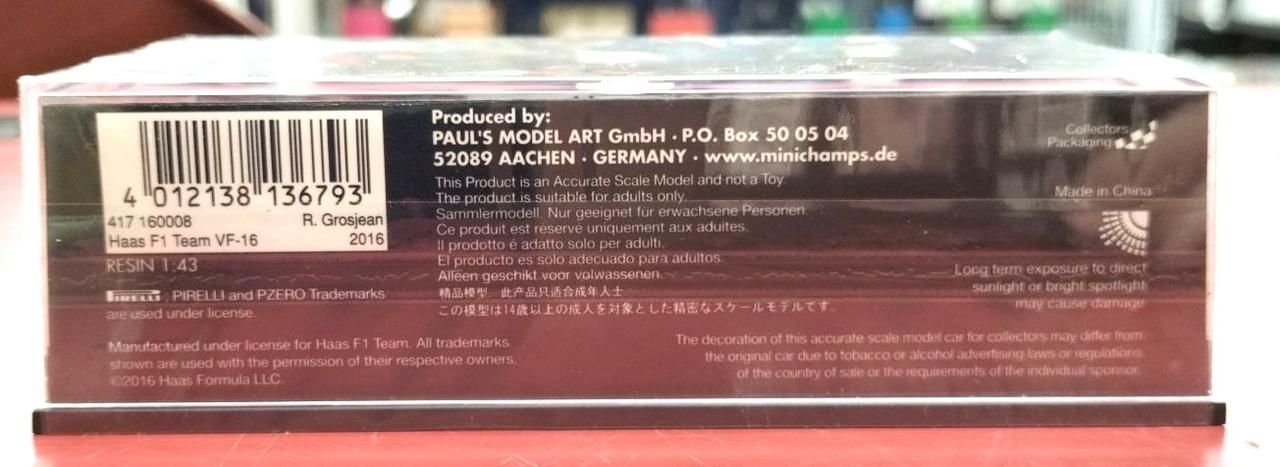 4 012138 136793
417 160008 R. Grosjean
Haas F1 Team VF-16 2016
RESIN 1:43
PIRELLI PIRELLI and PZERO Trademarks
are used under license.
Manufactured under license for Haas F1 Team. All trademarks
shown are used with the permission of their respective owners.
©2016 Haas Formula LLC.
Produced by:
PAUL'S MODEL ART GmbH · P.O. Box 50 05 04
52089 AACHEN · GERMANY · www.minichamps.de
This Product is an Accurate Scale Model and not a Toy.
The product is suitable for adults only.
Sammlermodell. Nur geeignet für erwachsene Personen.
Ce produit est réservé uniquement aux aduites.
Il prodotto é adatto solo per adulti.
El producto es solo adecuado para adultos.
Alleen geschikt voor volwassenen.
精品模型，此产品只适合成年人士
この模型は14歳以上の成人を対象とした精密なスケールモデルです。
Collectors
Packaging
Made in China
Long term exposure to direct
sunlight or bright spotlight
may cause damage
The decoration of this accurate scale model car for collectors may differ from
the original car due to tobacco or alcohol advertising laws or regulations
of the country of sale or the requirements of the individual sponsor.